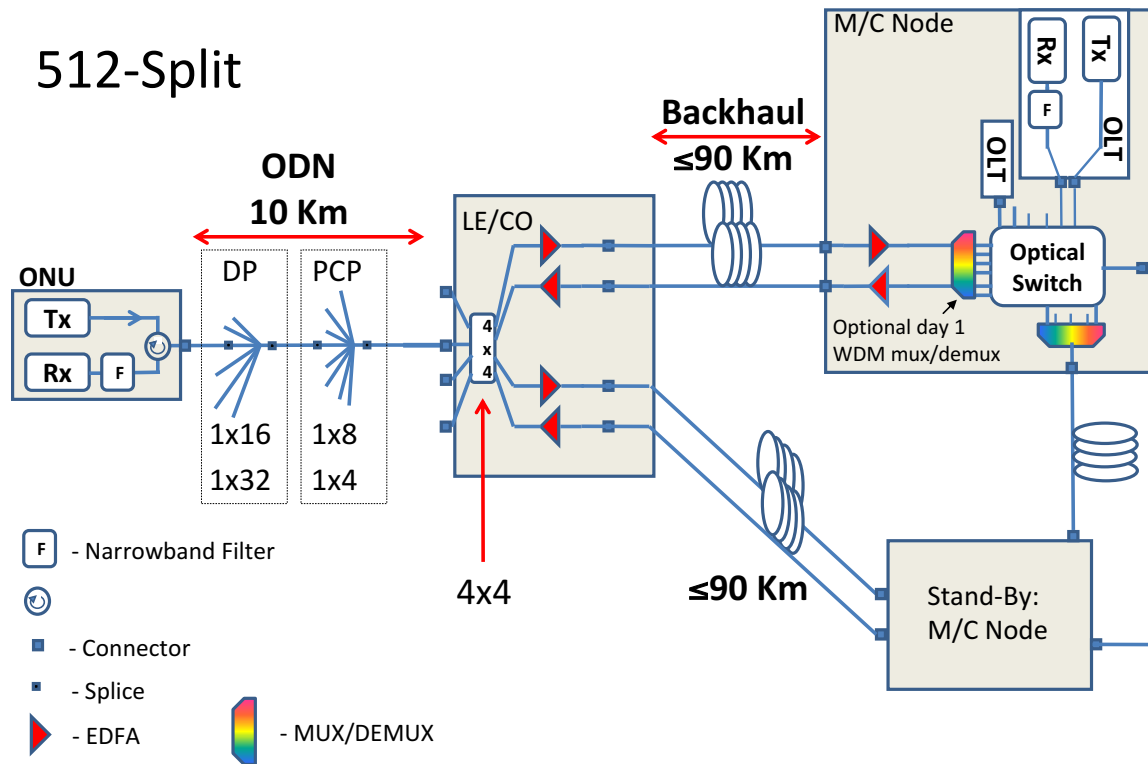 512-Split
M/C Node
Rx
Tx
F
OLT
OLT
Backhaul
≤90 Km
ODN
10 Km
LE/CO
DP
PCP
ONU
Tx
Rx
F
4
x
4
Optical
Switch
Optional day 1
WDM mux/demux
1x16
1x8
1x32
1x4
4x4
≤90 Km
Stand-By:
M/C Node
F
- Narrowband Filter
- Connector
- Splice
- EDFA
- MUX/DEMUX